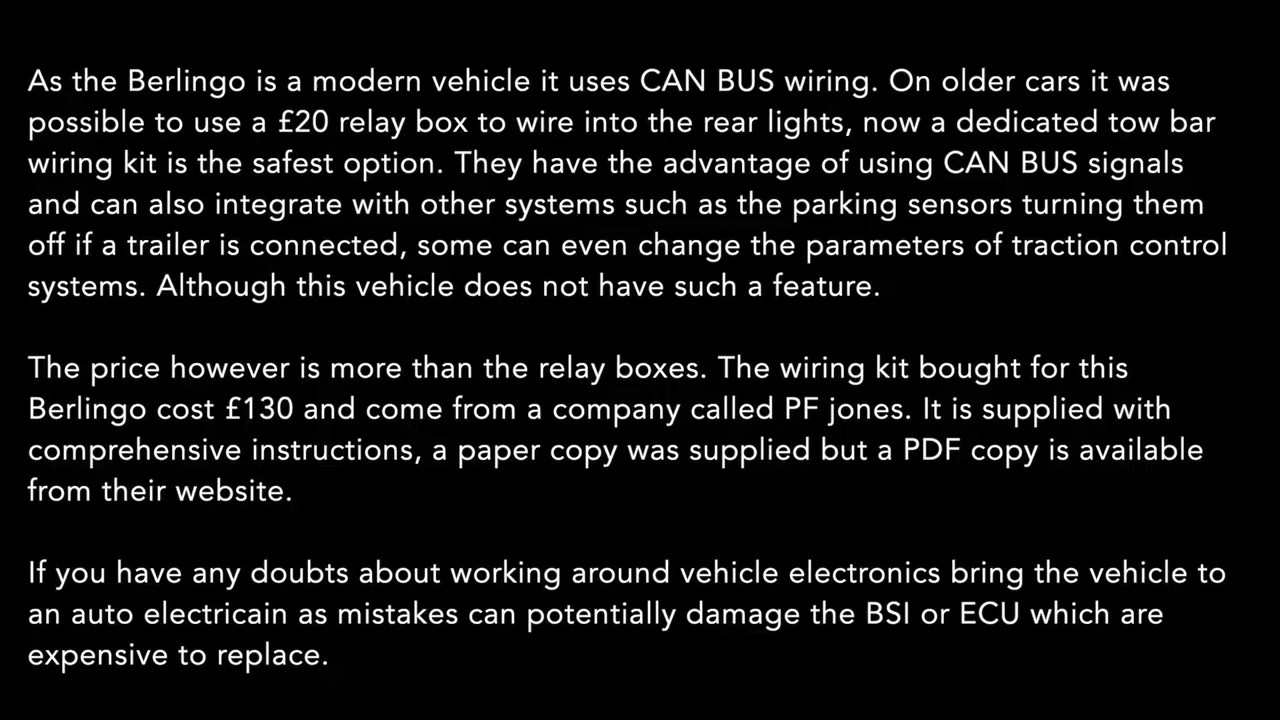 As the Berlingo is a modern vehicle it uses CAN BUS wiring. On older cars it was
possible to use a £20 relay box to wire into the rear lights, now a dedicated tow bar
wiring kit is the safest option. They have the advantage of using CAN BUS signals
and can also integrate with other systems such as the parking sensors turning them
off if a trailer is connected, some can even change the parameters of traction control
systems. Although this vehicle does not have such a feature.
The price however is more than the relay boxes. The wiring kit bought for this
Berlingo cost £130 and come from a company called PF jones. It is supplied with
comprehensive instructions, a paper copy was supplied but a PDF copy is available
from their website.
If you have any doubts about working around vehicle electronics bring the vehicle to
an auto electricain as mistakes can potentially damage the BSI or ECU which are
expensive to replace.